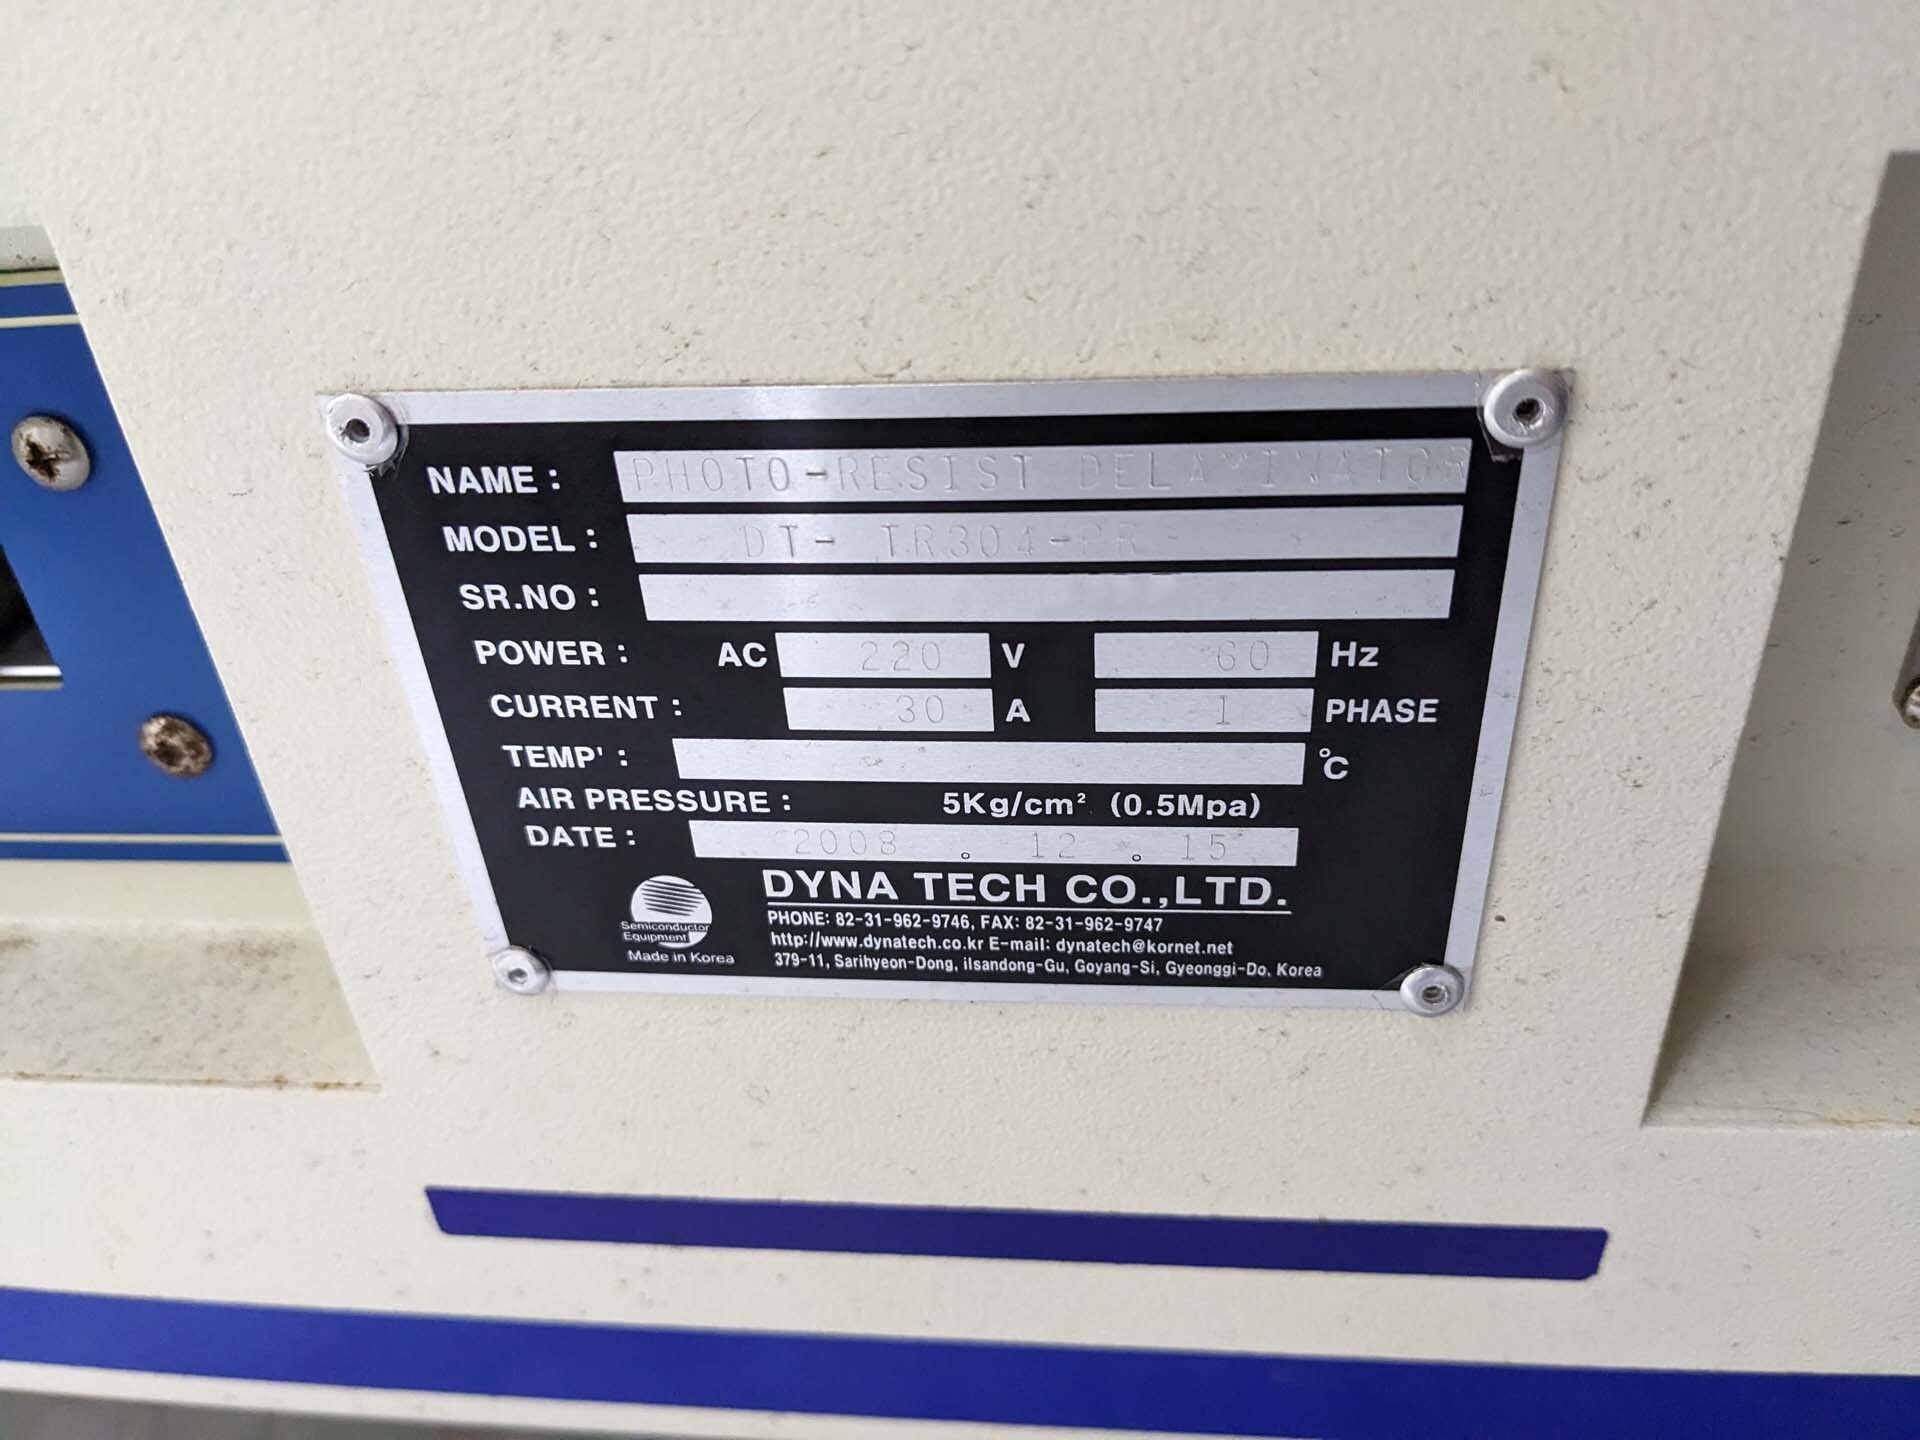 NAME : PHOTO-RESIST DELAMINATOR
MODEL : DT- TR304-PR
SR.NO :
POWER : AC 220 V 60 Hz
CURRENT : 30 A 1 PHASE
TEMP' : °C
AIR PRESSURE : 5Kg/cm² (0.5Mpa)
DATE : 2008 . 12 . 15
DYNA TECH CO.,LTD.
PHONE: 82-31-962-9746, FAX: 82-31-962-9747
http://www.dynatech.co.kr E-mail: dynatech@kornet.net
379-11, Sarihyeon-Dong, ilsandong-Gu, Goyang-Si, Gyeonggi-Do, Korea
Semiconductor
Equipment
Made in Korea